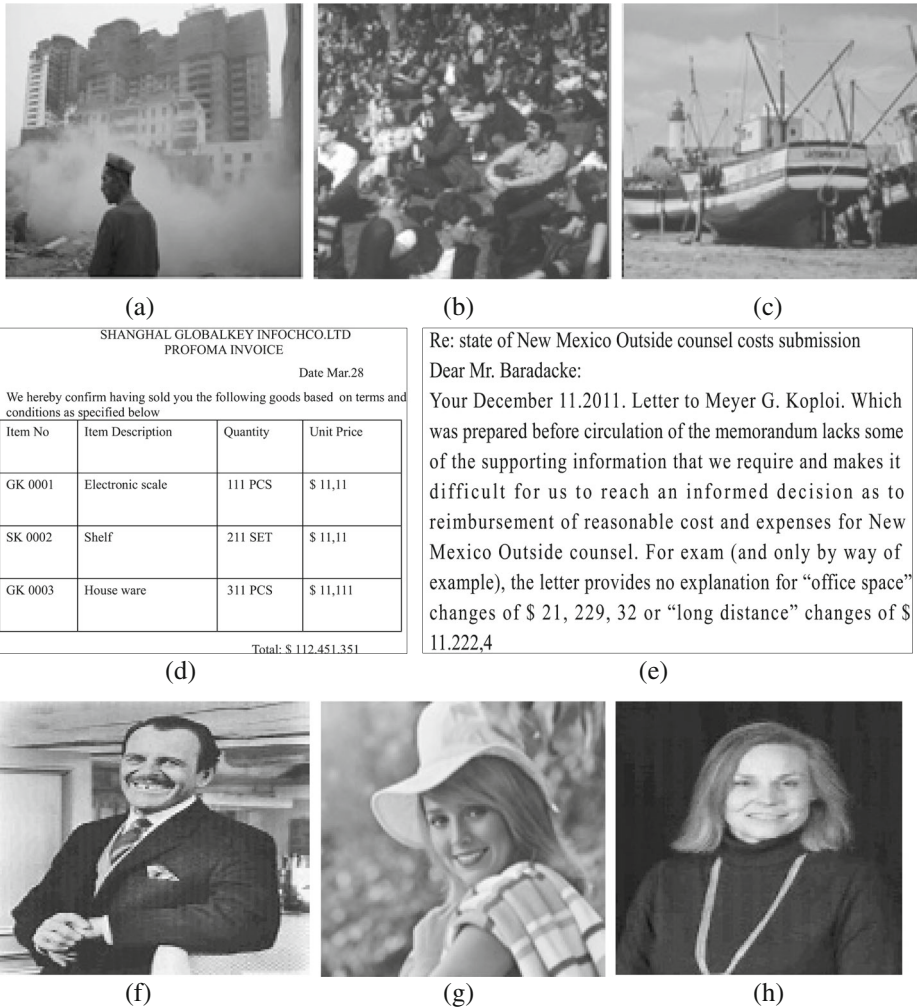 (a)
(b)
(c)
SHANGHAL GLOBALKEY INFOCHCO.LTD
PROFOMA INVOICE
Date Mar.28
We hereby confirm having sold you the following goods based on terms and
conditions as specified below
Item No Item Description Quantity Unit Price
GK 0001 Electronic scale 111 PCS $ 11,11
SK 0002 Shelf 211 SET $ 11,11
GK 0003 House ware 311 PCS $ 11,111
Total: $ 112.451.351
(d)
Re: state of New Mexico Outside counsel costs submission
Dear Mr. Baradacke:
Your December 11.2011. Letter to Meyer G. Koploi. Which
was prepared before circulation of the memorandum lacks some
of the supporting information that we require and makes it
difficult for us to reach an informed decision as to
reimbursement of reasonable cost and expenses for New
Mexico Outside counsel. For exam (and only by way of
example), the letter provides no explanation for “office space”
changes of $ 21, 229, 32 or “long distance” changes of $
11.222,4
(e)
(f)
(g)
(h)